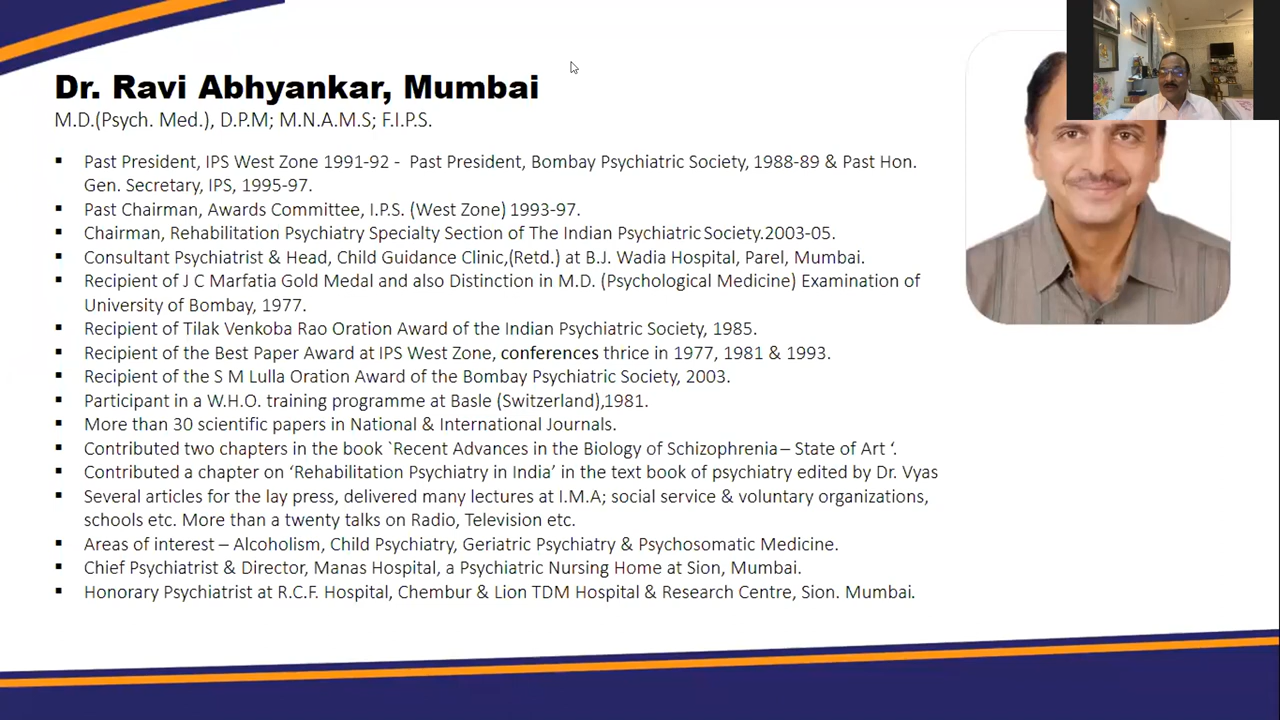 Dr. Ravi Abhyankar, Mumbai
M.D.(Psych. Med.), D.P.M; M.N.A.M.S; F.I.P.S.
▪ Past President, IPS West Zone 1991-92 - Past President, Bombay Psychiatric Society, 1988-89 & Past Hon.
Gen. Secretary, IPS, 1995-97.
▪ Past Chairman, Awards Committee, I.P.S. (West Zone) 1993-97.
▪ Chairman, Rehabilitation Psychiatry Specialty Section of The Indian Psychiatric Society.2003-05.
▪ Consultant Psychiatrist & Head, Child Guidance Clinic,(Retd.) at B.J. Wadia Hospital, Parel, Mumbai.
▪ Recipient of J C Marfatia Gold Medal and also Distinction in M.D. (Psychological Medicine) Examination of
University of Bombay, 1977.
▪ Recipient of Tilak Venkoba Rao Oration Award of the Indian Psychiatric Society, 1985.
▪ Recipient of the Best Paper Award at IPS West Zone, conferences thrice in 1977, 1981 & 1993.
▪ Recipient of the S M Lulla Oration Award of the Bombay Psychiatric Society, 2003.
▪ Participant in a W.H.O. training programme at Basle (Switzerland),1981.
▪ More than 30 scientific papers in National & International Journals.
▪ Contributed two chapters in the book `Recent Advances in the Biology of Schizophrenia – State of Art ‘.
▪ Contributed a chapter on ‘Rehabilitation Psychiatry in India’ in the text book of psychiatry edited by Dr. Vyas
▪ Several articles for the lay press, delivered many lectures at I.M.A; social service & voluntary organizations,
schools etc. More than a twenty talks on Radio, Television etc.
▪ Areas of interest – Alcoholism, Child Psychiatry, Geriatric Psychiatry & Psychosomatic Medicine.
▪ Chief Psychiatrist & Director, Manas Hospital, a Psychiatric Nursing Home at Sion, Mumbai.
▪ Honorary Psychiatrist at R.C.F. Hospital, Chembur & Lion TDM Hospital & Research Centre, Sion. Mumbai.